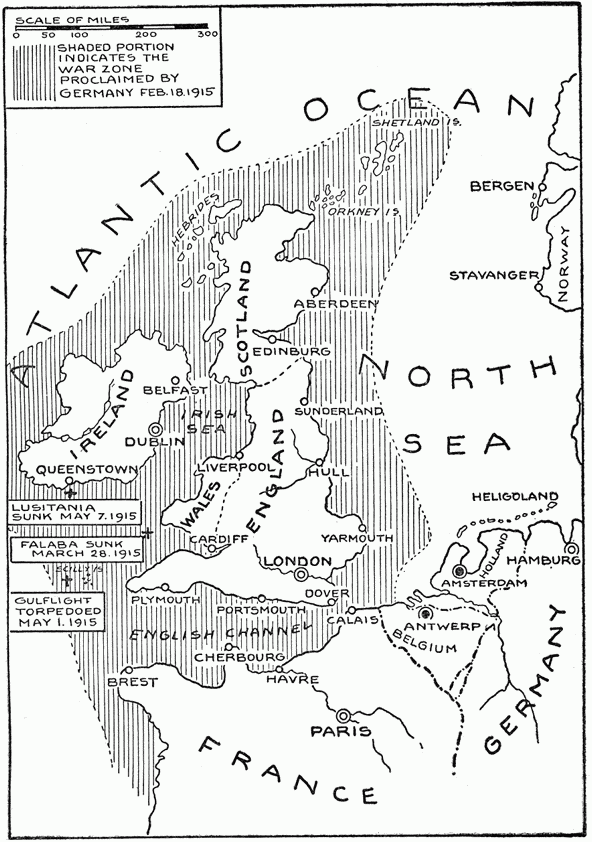 SCALE OF MILES
0 50 100 200 300
SHADED PORTION
INDICATES THE
WAR ZONE
PROCLAIMED BY
GERMANY FEB.18.1915
ATLANTIC OCEAN
SHETLAND IS.
HEBRIDES
ORKNEY IS
BERGEN
STAVANGER
NORWAY
SCOTLAND
ABERDEEN
EDINBURG
NORTH
SEA
IRELAND
BELFAST
IRISH
SEA
DUBLIN
QUEENSTOWN
SUNDERLAND
ENGLAND
LIVERPOOL
HULL
WALES
LUSITANIA
SUNK MAY 7.1915
FALABA SUNK
MARCH 28.1915
SCILLY IS
GULFLIGHT
TORPEDOED
MAY 1.1915
CARDIFF
YARMOUTH
LONDON
HELIGOLAND
HOLLAND
HAMBURG
AMSTERDAM
PLYMOUTH
PORTSMOUTH
DOVER
CALAIS
ENGLISH CHANNEL
ANTWERP
BELGIUM
GERMANY
CHERBOURG
BREST
HAVRE
PARIS
FRANCE